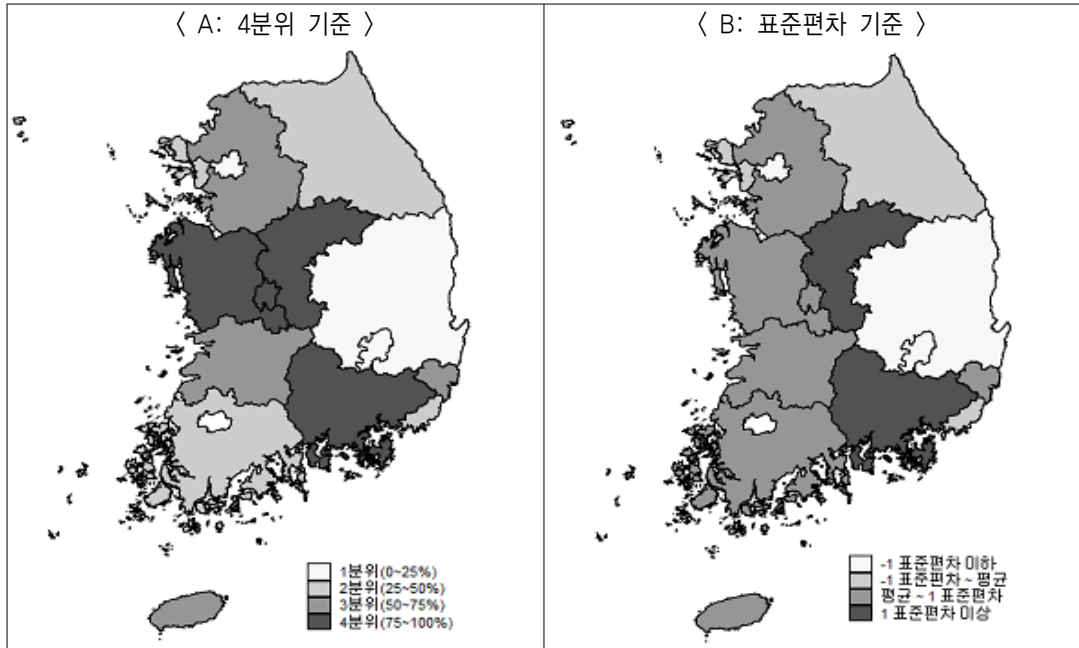 〈 A: 4분위 기준 〉
〈 B: 표준편차 기준 〉
1분위(0~25%)
2분위(25~50%)
3분위(50~75%)
4분위(75~100%)
-1 표준편차 이하
-1 표준편차 ~ 평균
평균 ~ 1 표준편차
1 표준편차 이상